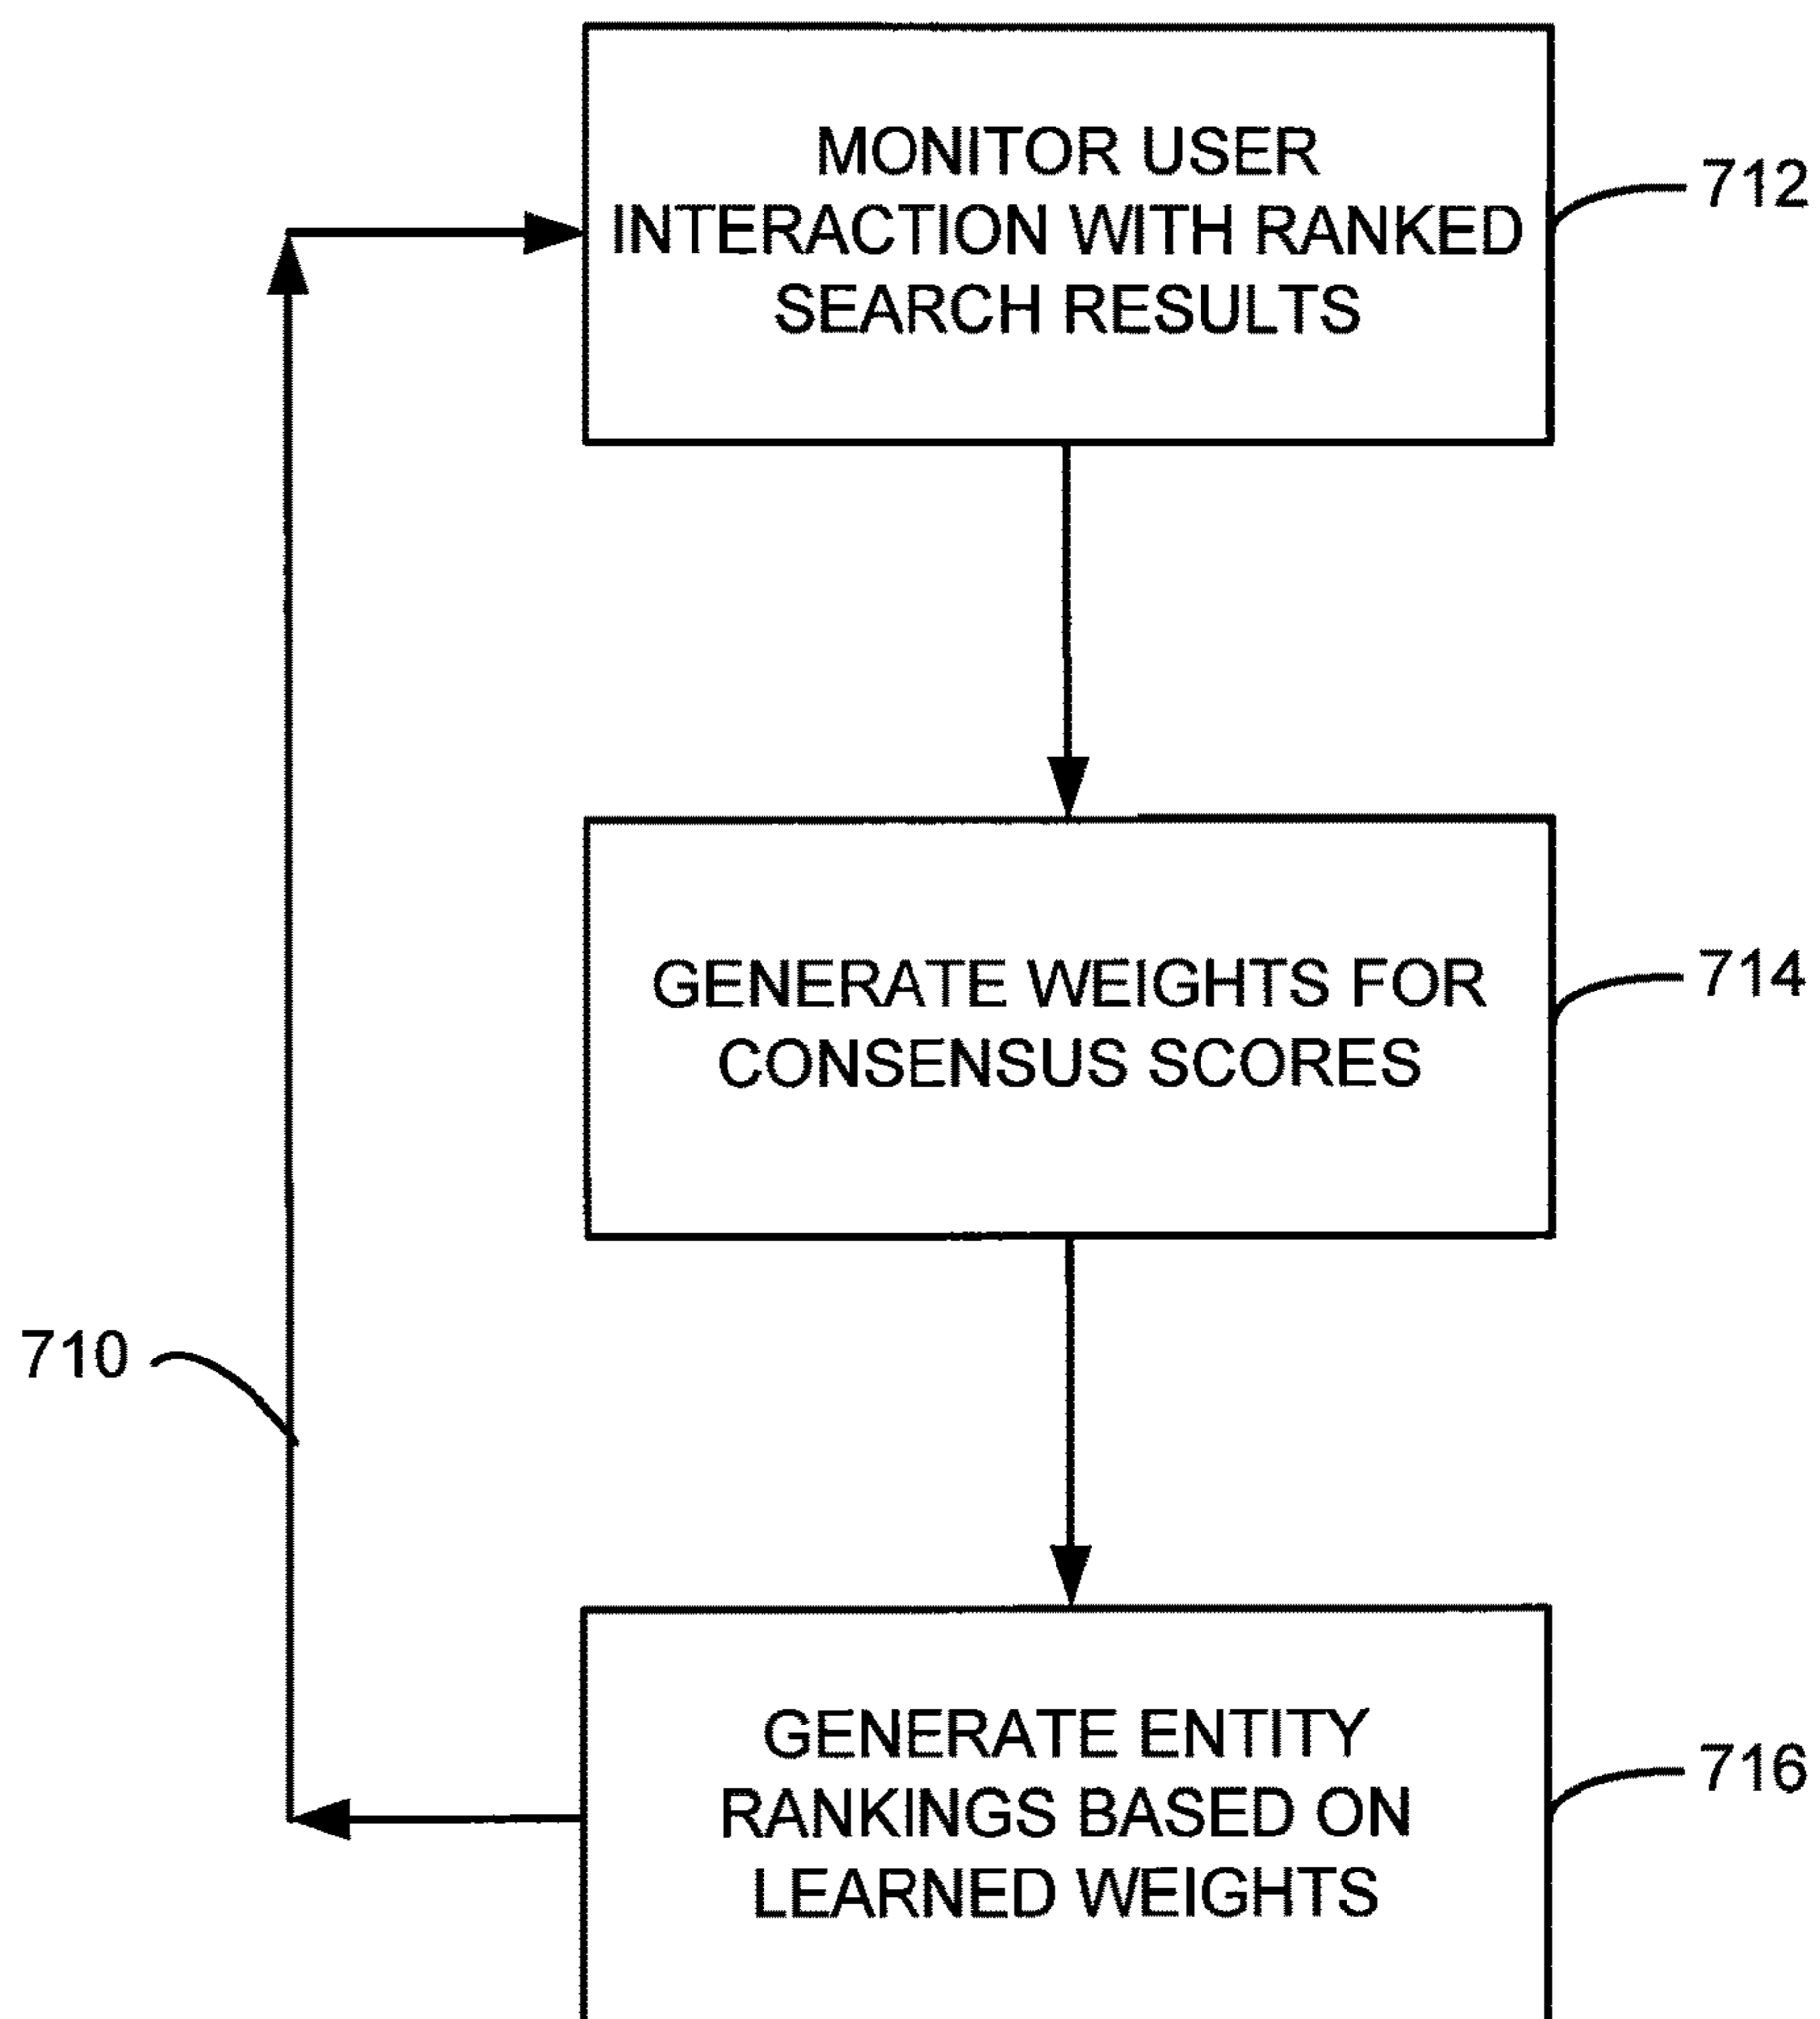 MONITOR USER
INTERACTION WITH RANKED
SEARCH RESULTS
712
GENERATE WEIGHTS FOR
CONSENSUS SCORES
714
710
GENERATE ENTITY
RANKINGS BASED ON
LEARNED WEIGHTS
716